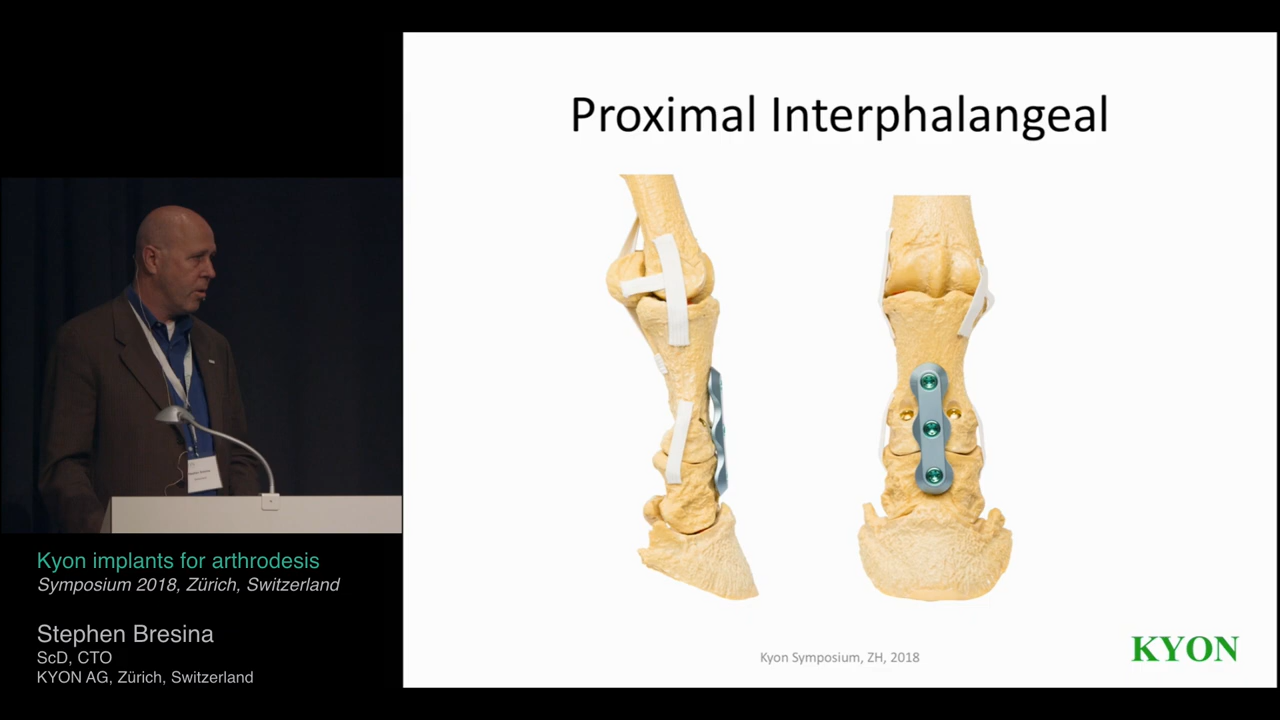 Proximal Interphalangeal
Kyon implants for arthrodesis
Symposium 2018, Zürich, Switzerland
Stephen Bresina
ScD, CTO
KYON AG, Zürich, Switzerland
Kyon Symposium, ZH, 2018
KYON